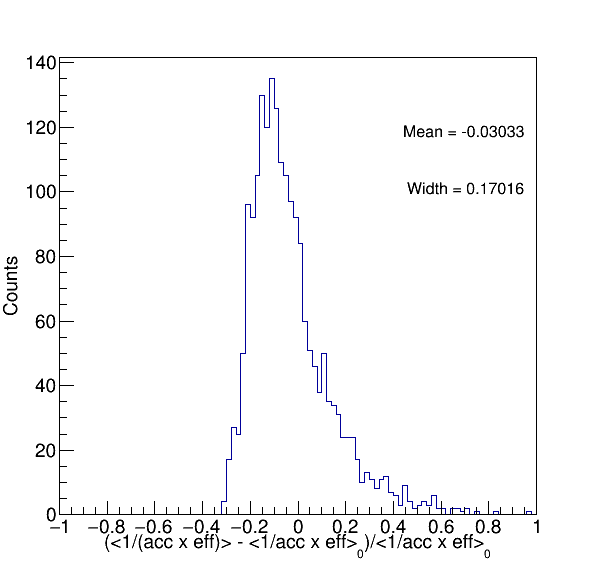 140
120
100
80
60
40
20
0
Counts
Mean = -0.03033
Width = 0.17016
−1 −0.8 −0.6 −0.4 −0.2 0 0.2 0.4 0.6 0.8 1
(<1/(acc x eff)> - <1/acc x eff>₀)/<1/acc x eff>₀